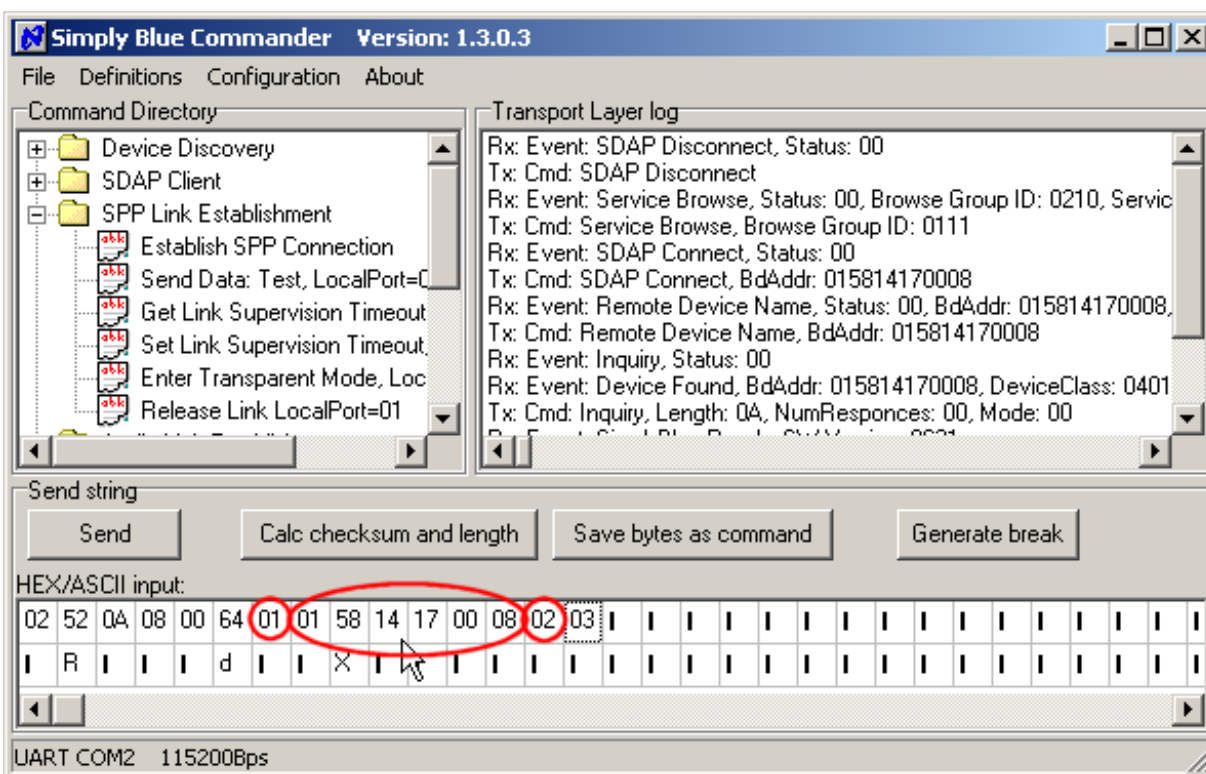 Simply Blue Commander Version: 1.3.0.3
File Definitions Configuration About
Command Directory
Device Discovery
SDAP Client
SPP Link Establishment
Establish SPP Connection
Send Data: Test, LocalPort=0
Get Link Supervision Timeout
Set Link Supervision Timeout,
Enter Transparent Mode, Loc
Release Link LocalPort=01
Transport Layer log
Rx: Event: SDAP Disconnect, Status: 00
Tx: Cmd: SDAP Disconnect
Rx: Event: Service Browse, Status: 00, Browse Group ID: 0210, Servic
Tx: Cmd: Service Browse, Browse Group ID: 0111
Rx: Event: SDAP Connect, Status: 00
Tx: Cmd: SDAP Connect, BdAddr: 015814170008
Rx: Event: Remote Device Name, Status: 00, BdAddr: 015814170008,
Tx: Cmd: Remote Device Name, BdAddr: 015814170008
Rx: Event: Inquiry, Status: 00
Rx: Event: Device Found, BdAddr: 015814170008, DeviceClass: 0401
Tx: Cmd: Inquiry, Length: 0A, NumResponces: 00, Mode: 00
Send string
Send Calc checksum and length Save bytes as command Generate break
HEX/ASCII input:
02 52 0A 08 00 64 01 01 58 14 17 00 08 02 03
R d X
UART COM2 115200Bps